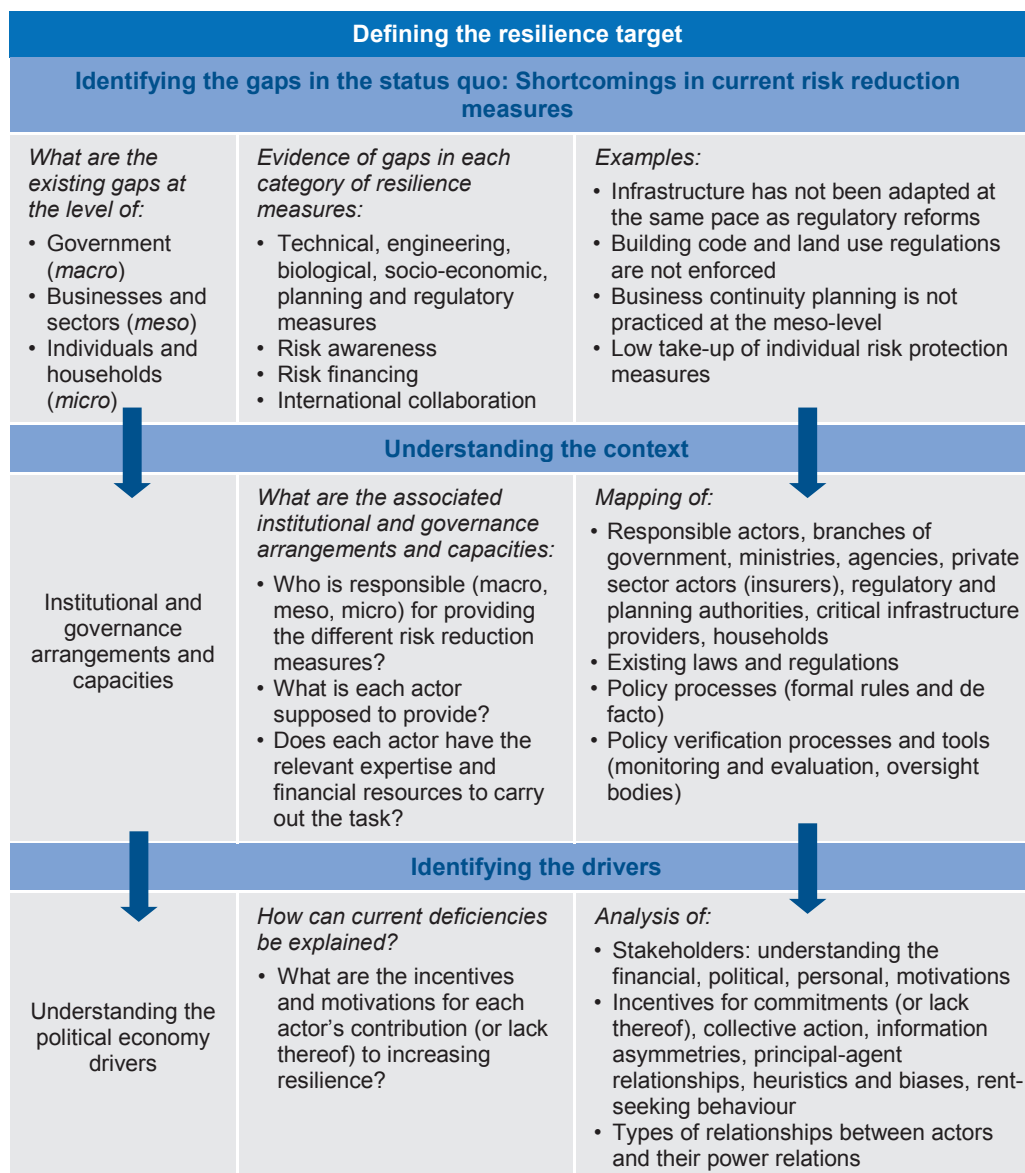 Defining the resilience target
Identifying the gaps in the status quo: Shortcomings in current risk reduction
measures
What are the
existing gaps at
the level of:
• Government
(macro)
• Businesses and
sectors (meso)
• Individuals and
households
(micro)
Evidence of gaps in each
category of resilience
measures:
• Technical, engineering,
biological, socio-economic,
planning and regulatory
measures
• Risk awareness
• Risk financing
• International collaboration
Examples:
• Infrastructure has not been adapted at
the same pace as regulatory reforms
• Building code and land use regulations
are not enforced
• Business continuity planning is not
practiced at the meso-level
• Low take-up of individual risk protection
measures
Understanding the context
Institutional and
governance
arrangements and
capacities
What are the associated
institutional and governance
arrangements and capacities:
• Who is responsible (macro,
meso, micro) for providing
the different risk reduction
measures?
• What is each actor
supposed to provide?
• Does each actor have the
relevant expertise and
financial resources to carry
out the task?
Mapping of:
• Responsible actors, branches of
government, ministries, agencies, private
sector actors (insurers), regulatory and
planning authorities, critical infrastructure
providers, households
• Existing laws and regulations
• Policy processes (formal rules and de
facto)
• Policy verification processes and tools
(monitoring and evaluation, oversight
bodies)
Identifying the drivers
Understanding the
political economy
drivers
How can current deficiencies
be explained?
• What are the incentives
and motivations for each
actor's contribution (or lack
thereof) to increasing
resilience?
Analysis of:
• Stakeholders: understanding the
financial, political, personal, motivations
• Incentives for commitments (or lack
thereof), collective action, information
asymmetries, principal-agent
relationships, heuristics and biases, rent-
seeking behaviour
• Types of relationships between actors
and their power relations